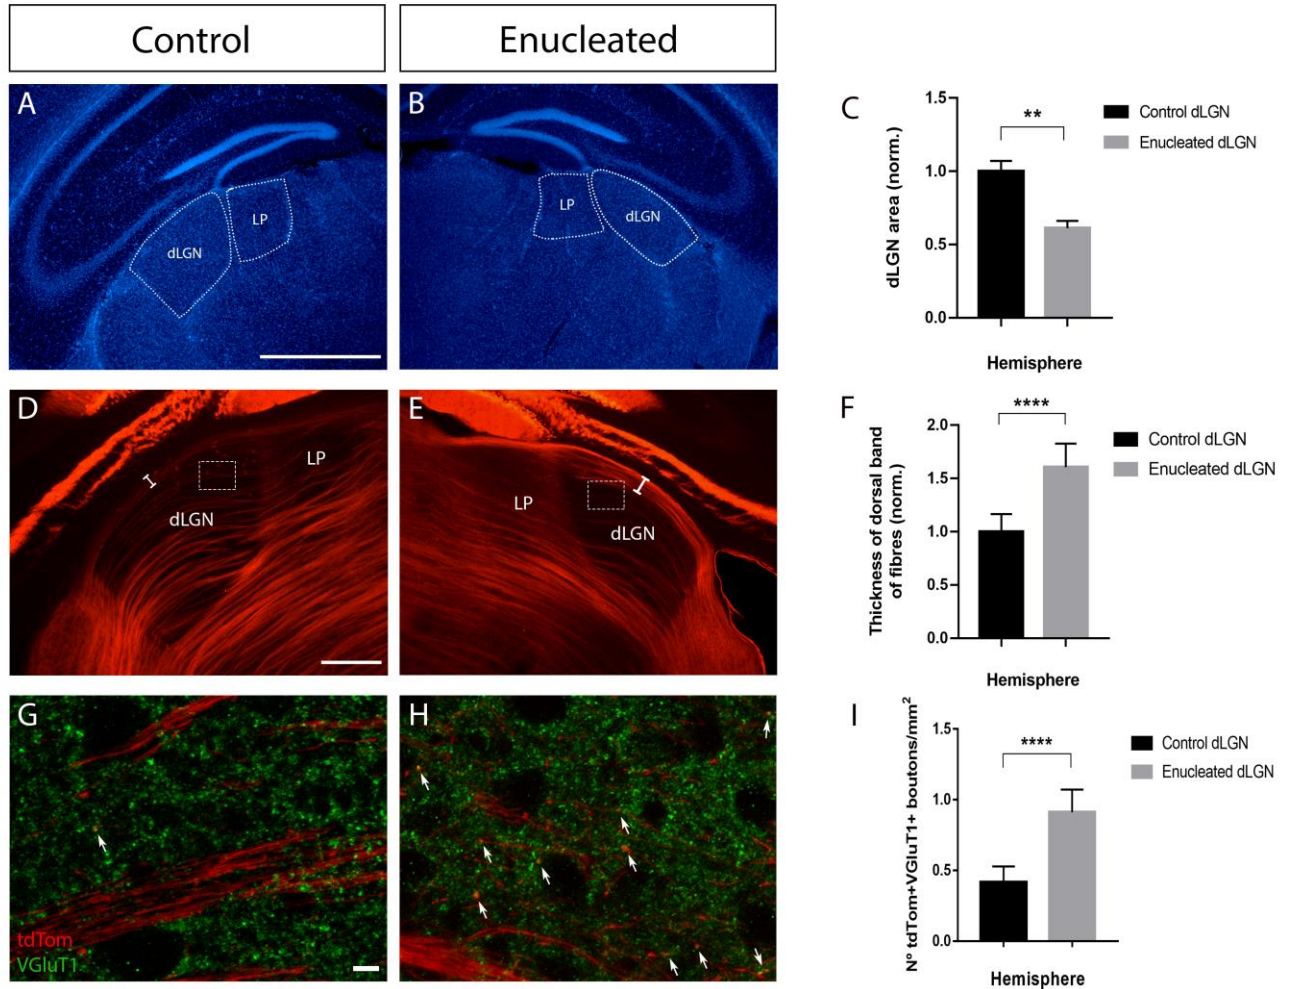 Control
Enucleated
A
LP
dLGN
B
LP
dLGN
C
dLGN area (norm.)
1.5
1.0
0.5
0.0
**
Control dLGN
Enucleated dLGN
Hemisphere
D
LP
dLGN
E
LP
dLGN
F
Thickness of dorsal band
of fibres (norm.)
2.0
1.5
1.0
0.5
0.0
****
Control dLGN
Enucleated dLGN
Hemisphere
G
tdTom
VGluT1
H
I
Nº tdTom+VGluT1+ boutons/mm²
1.5
1.0
0.5
0.0
****
Control dLGN
Enucleated dLGN
Hemisphere